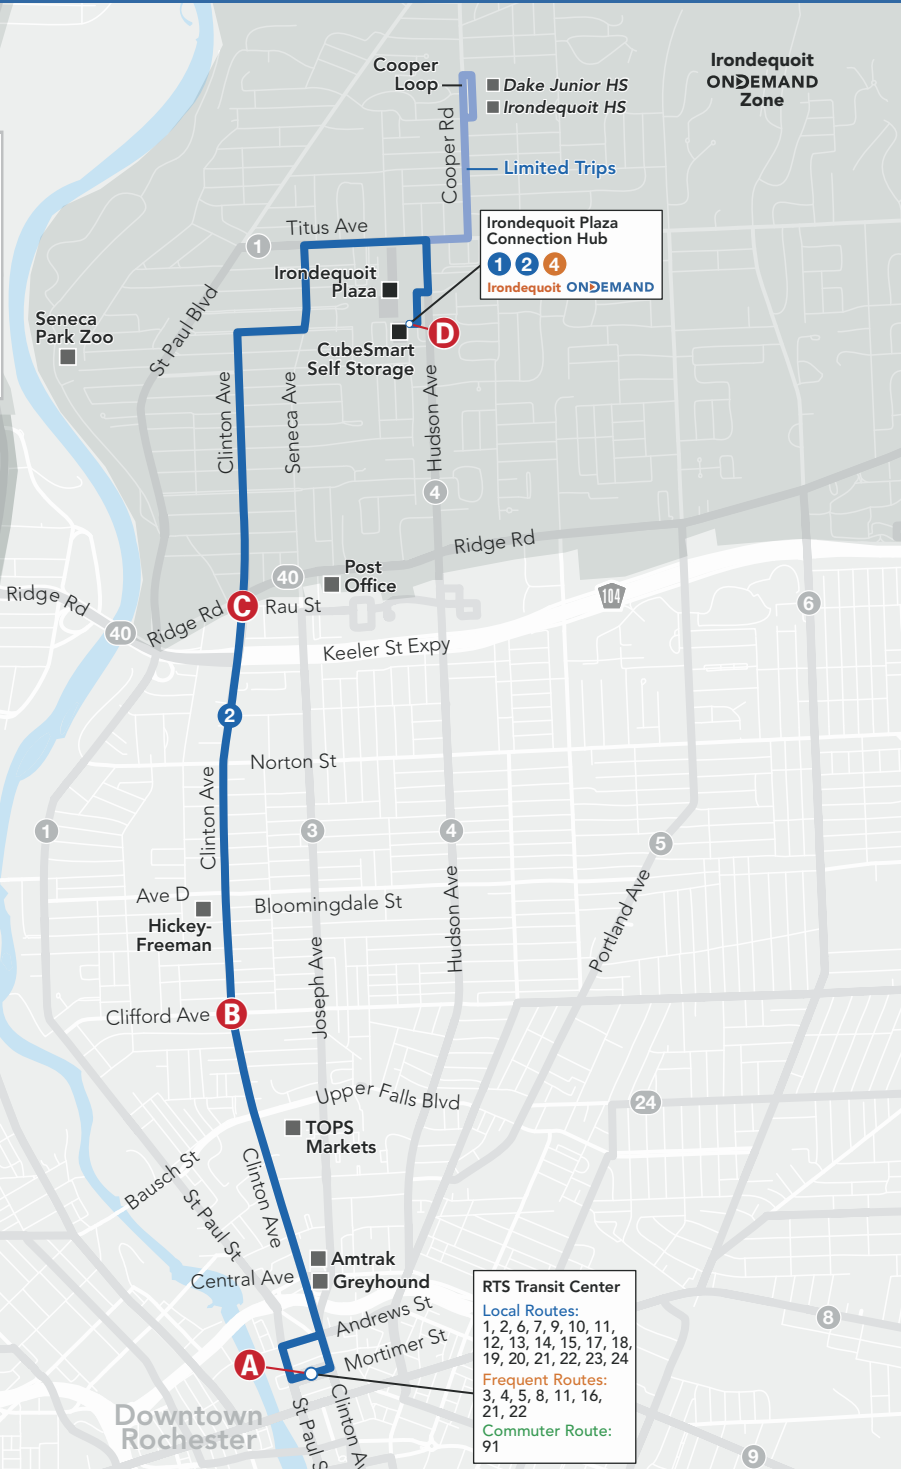 Cooper
Loop
Dake Junior HS
Irondequoit HS
Irondequoit
ONDEMAND
Zone
Cooper Rd
Limited Trips
Titus Ave
1
Irondequoit Plaza
Connection Hub
1 2 4
Irondequoit ONDEMAND
Irondequoit
Plaza
D
CubeSmart
Self Storage
Seneca
Park Zoo
St Paul Blvd
Clinton Ave
Seneca Ave
Hudson Ave
4
Ridge Rd
Post
Office
40
104
6
Ridge Rd
40
Ridge Rd
C
Rau St
Keeler St Expy
2
Norton St
Clinton Ave
1
3
4
5
Ave D
Hickey-
Freeman
Bloomingdale St
Hudson Ave
Portland Ave
Joseph Ave
Clifford Ave
B
Upper Falls Blvd
24
TOPS
Markets
Bausch St
St Paul St
Clinton Ave
Amtrak
Greyhound
Central Ave
Andrews St
Mortimer St
A
RTS Transit Center
Local Routes:
1, 2, 6, 7, 9, 10, 11,
12, 13, 14, 15, 17, 18,
19, 20, 21, 22, 23, 24
Frequent Routes:
3, 4, 5, 8, 11, 16,
21, 22
Commuter Route:
91
8
9
Downtown
Rochester
St Paul S
Clinton Av